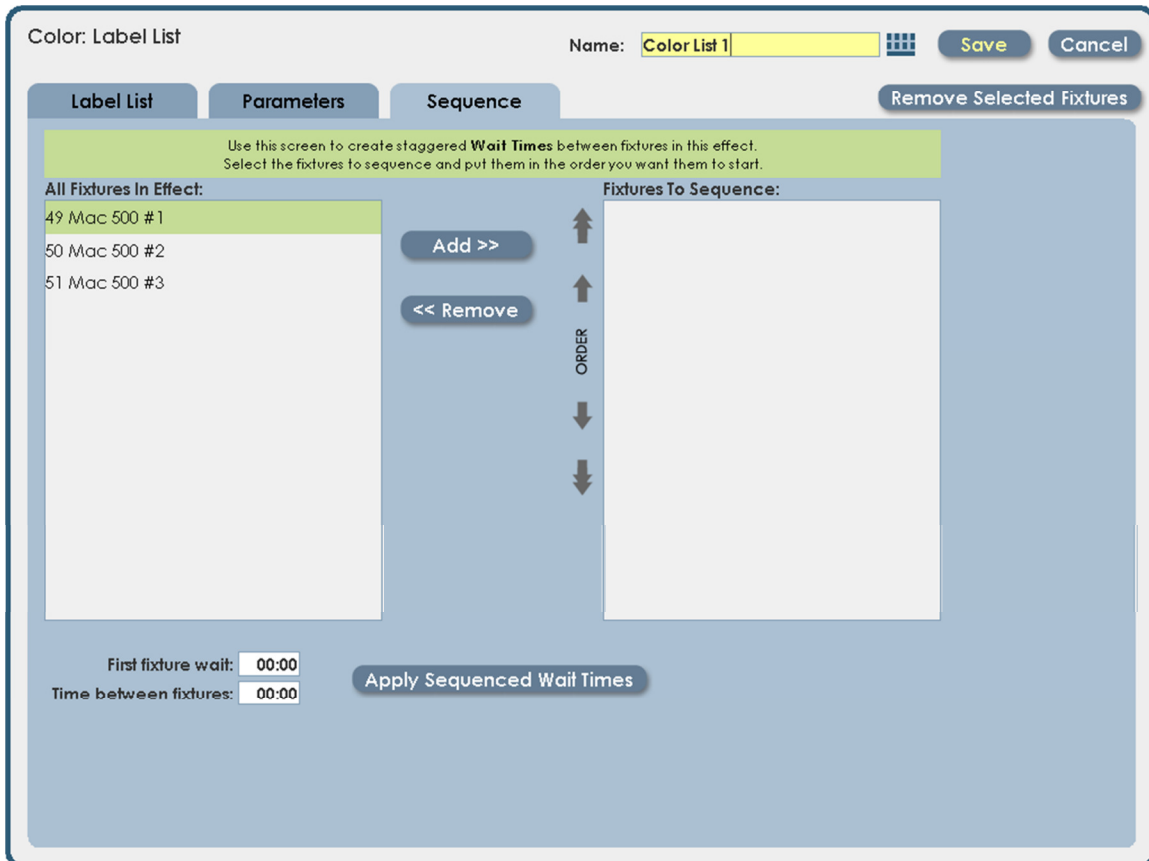 Color: Label List
Name: Color List 1
Save
Cancel
Label List
Parameters
Sequence
Remove Selected Fixtures
Use this screen to create staggered Wait Times between fixtures in this effect.
Select the fixtures to sequence and put them in the order you want them to start.
All Fixtures In Effect:
Fixtures To Sequence:
49 Mac 500 #1
50 Mac 500 #2
51 Mac 500 #3
Add >>
<< Remove
ORDER
First fixture wait: 00:00
Time between fixtures: 00:00
Apply Sequenced Wait Times